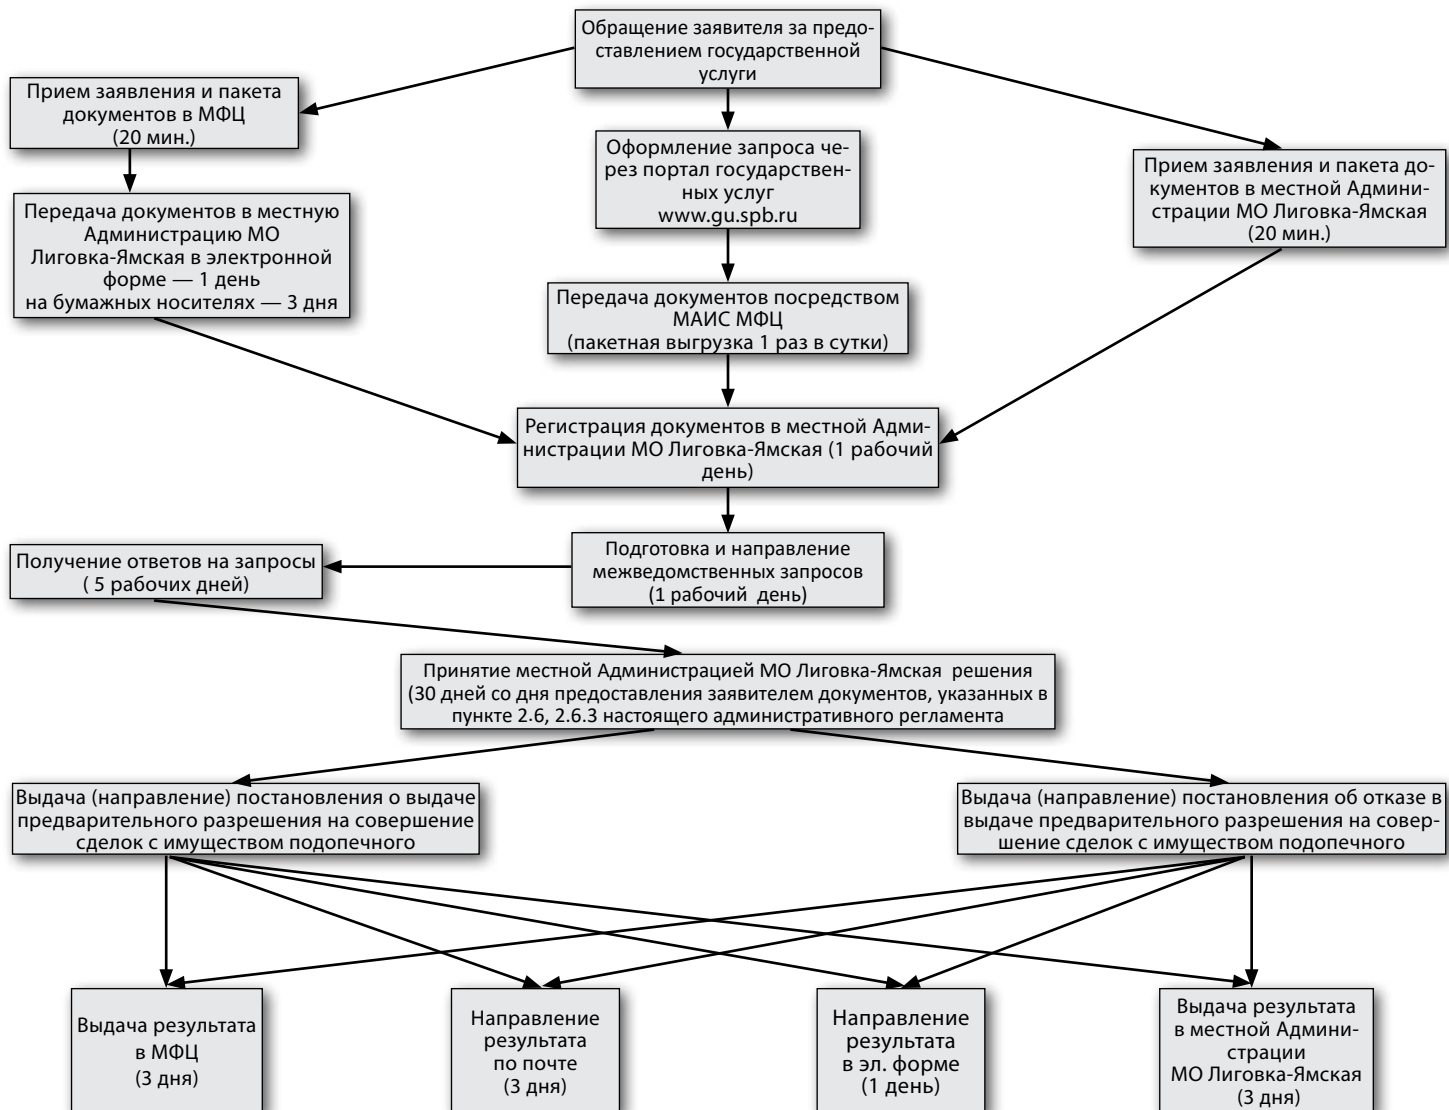 Обращение заявителя за предо-
ставлением государственной
услуги
Прием заявления и пакета
документов в МФЦ
(20 мин.)
Оформление запроса че-
рез портал государствен-
ных услуг
www.gu.spb.ru
Прием заявления и пакета до-
кументов в местной Админи-
страции МО Лиговка-Ямская
(20 мин.)
Передача документов в местную
Администрацию МО
Лиговка-Ямская в электронной
форме — 1 день
на бумажных носителях — 3 дня
Передача документов посредством
МАИС МФЦ
(пакетная выгрузка 1 раз в сутки)
Регистрация документов в местной Адми-
нистрации МО Лиговка-Ямская (1 рабочий
день)
Подготовка и направление
межведомственных запросов
(1 рабочий день)
Получение ответов на запросы
( 5 рабочих дней)
Принятие местной Администрацией МО Лиговка-Ямская решения
(30 дней со дня предоставления заявителем документов, указанных в
пункте 2.6, 2.6.3 настоящего административного регламента
Выдача (направление) постановления о выдаче
предварительного разрешения на совершение
сделок с имуществом подопечного
Выдача (направление) постановления об отказе в
выдаче предварительного разрешения на совер-
шение сделок с имуществом подопечного
Выдача результата
в МФЦ
(3 дня)
Направление
результата
по почте
(3 дня)
Направление
результата
в эл. форме
(1 день)
Выдача результата
в местной Админи-
страции
МО Лиговка-Ямская
(3 дня)